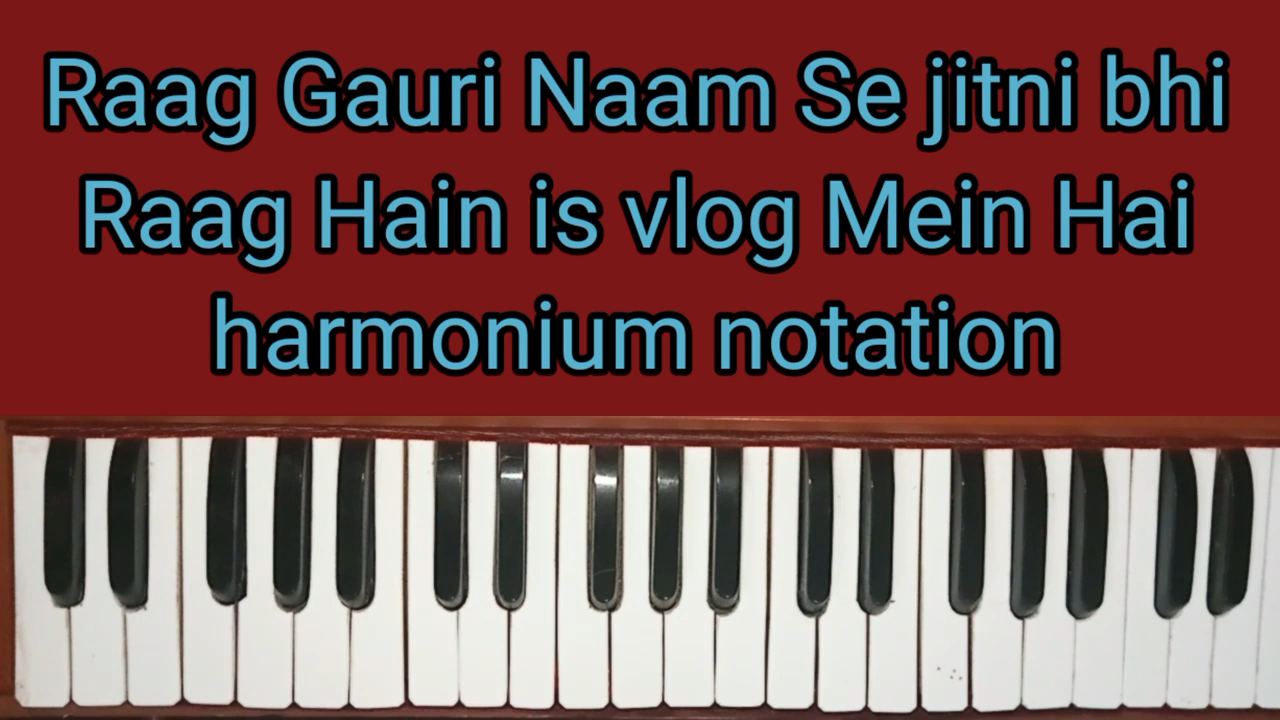 Raag Gauri Naam Se jitni bhi
Raag Hain is vlog Mein Hai
harmonium notation